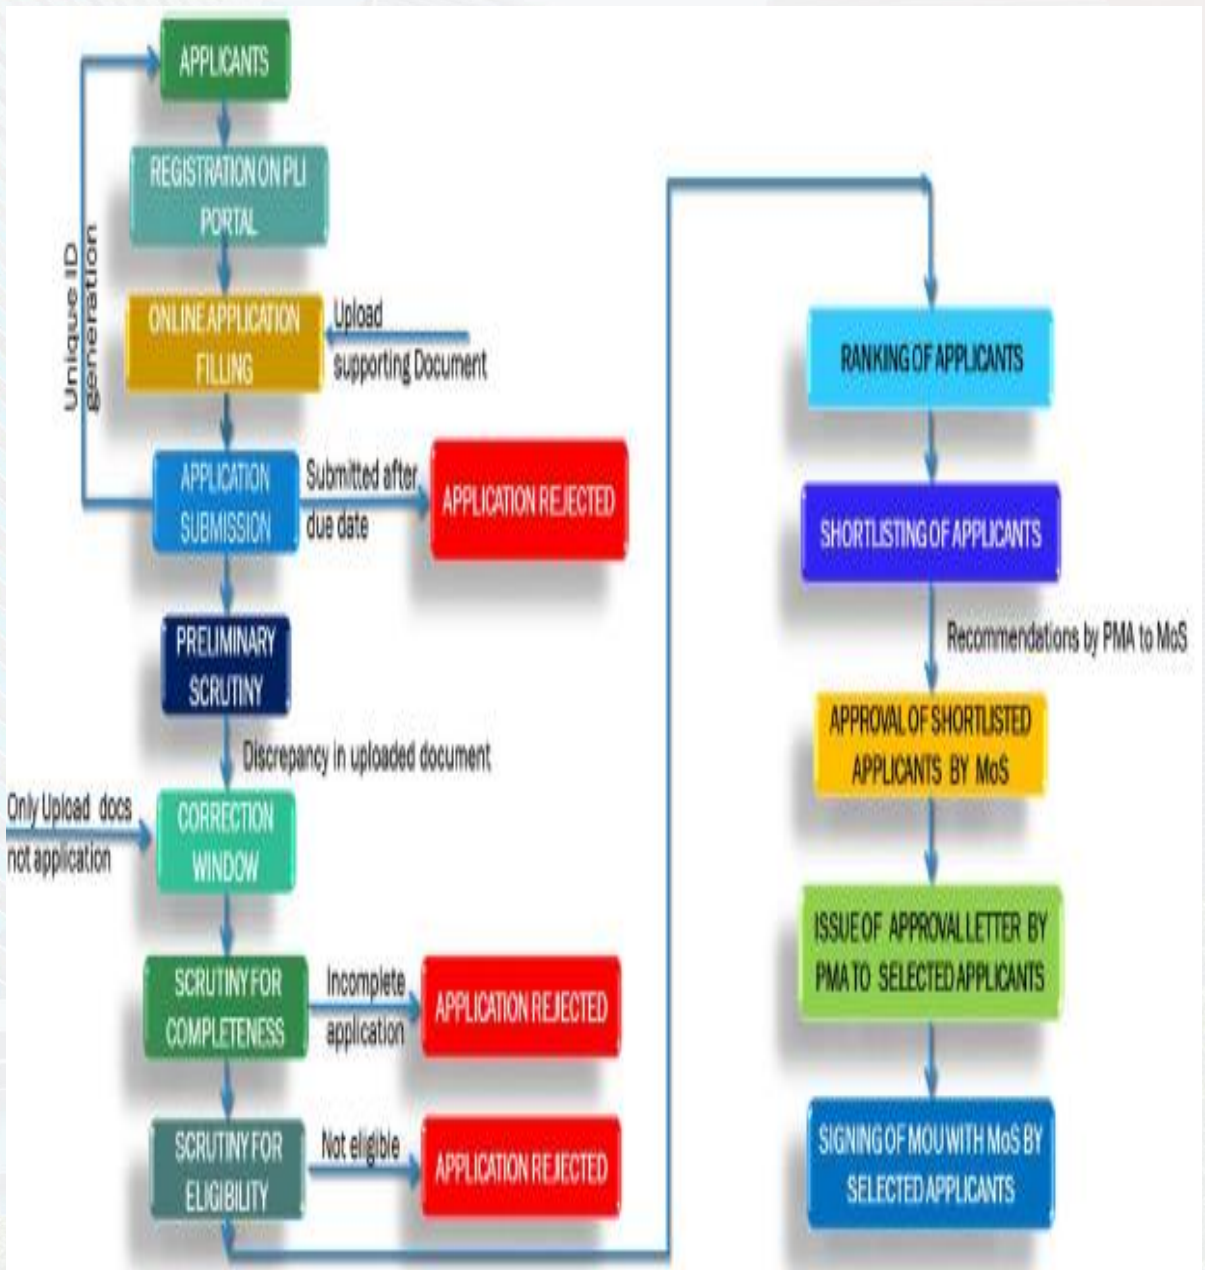 APPLICANTS
REGISTRATION ON PLI
PORTAL
Unique ID
generation
ONLINE APPLICATION
FILLING
Upload
supporting Document
APPLICATION
SUBMISSION
Submitted after
due date
APPLICATION REJECTED
PRELIMINARY
SCRUTINY
Discrepancy in uploaded document
Only Upload docs
not application
CORRECTION
WINDOW
SCRUTINY FOR
COMPLETENESS
Incomplete
application
APPLICATION REJECTED
SCRUTINY FOR
ELIGIBILITY
Not eligible
APPLICATION REJECTED
RANKING OF APPLICANTS
SHORTLISTING OF APPLICANTS
Recommendations by PMA to MoS
APPROVAL OF SHORTLISTED
APPLICANTS BY MoS
ISSUE OF APPROVAL LETTER BY
PMA TO SELECTED APPLICANTS
SIGNING OF MOU WITH MoS BY
SELECTED APPLICANTS